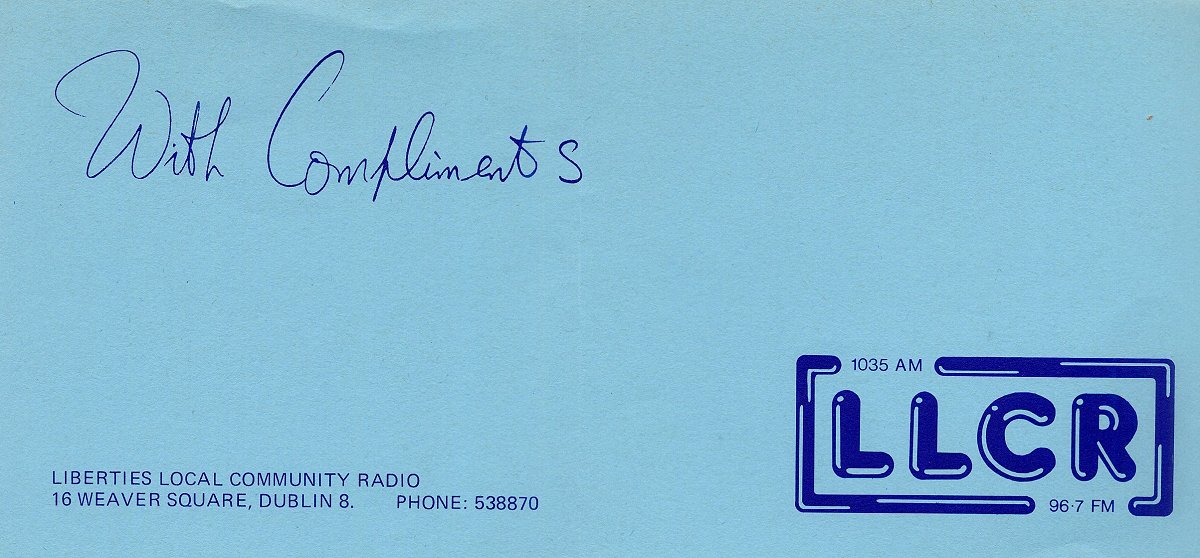 With Compliments
1035 AM
LLCR
96·7 FM
LIBERTIES LOCAL COMMUNITY RADIO
16 WEAVER SQUARE, DUBLIN 8. PHONE: 538870